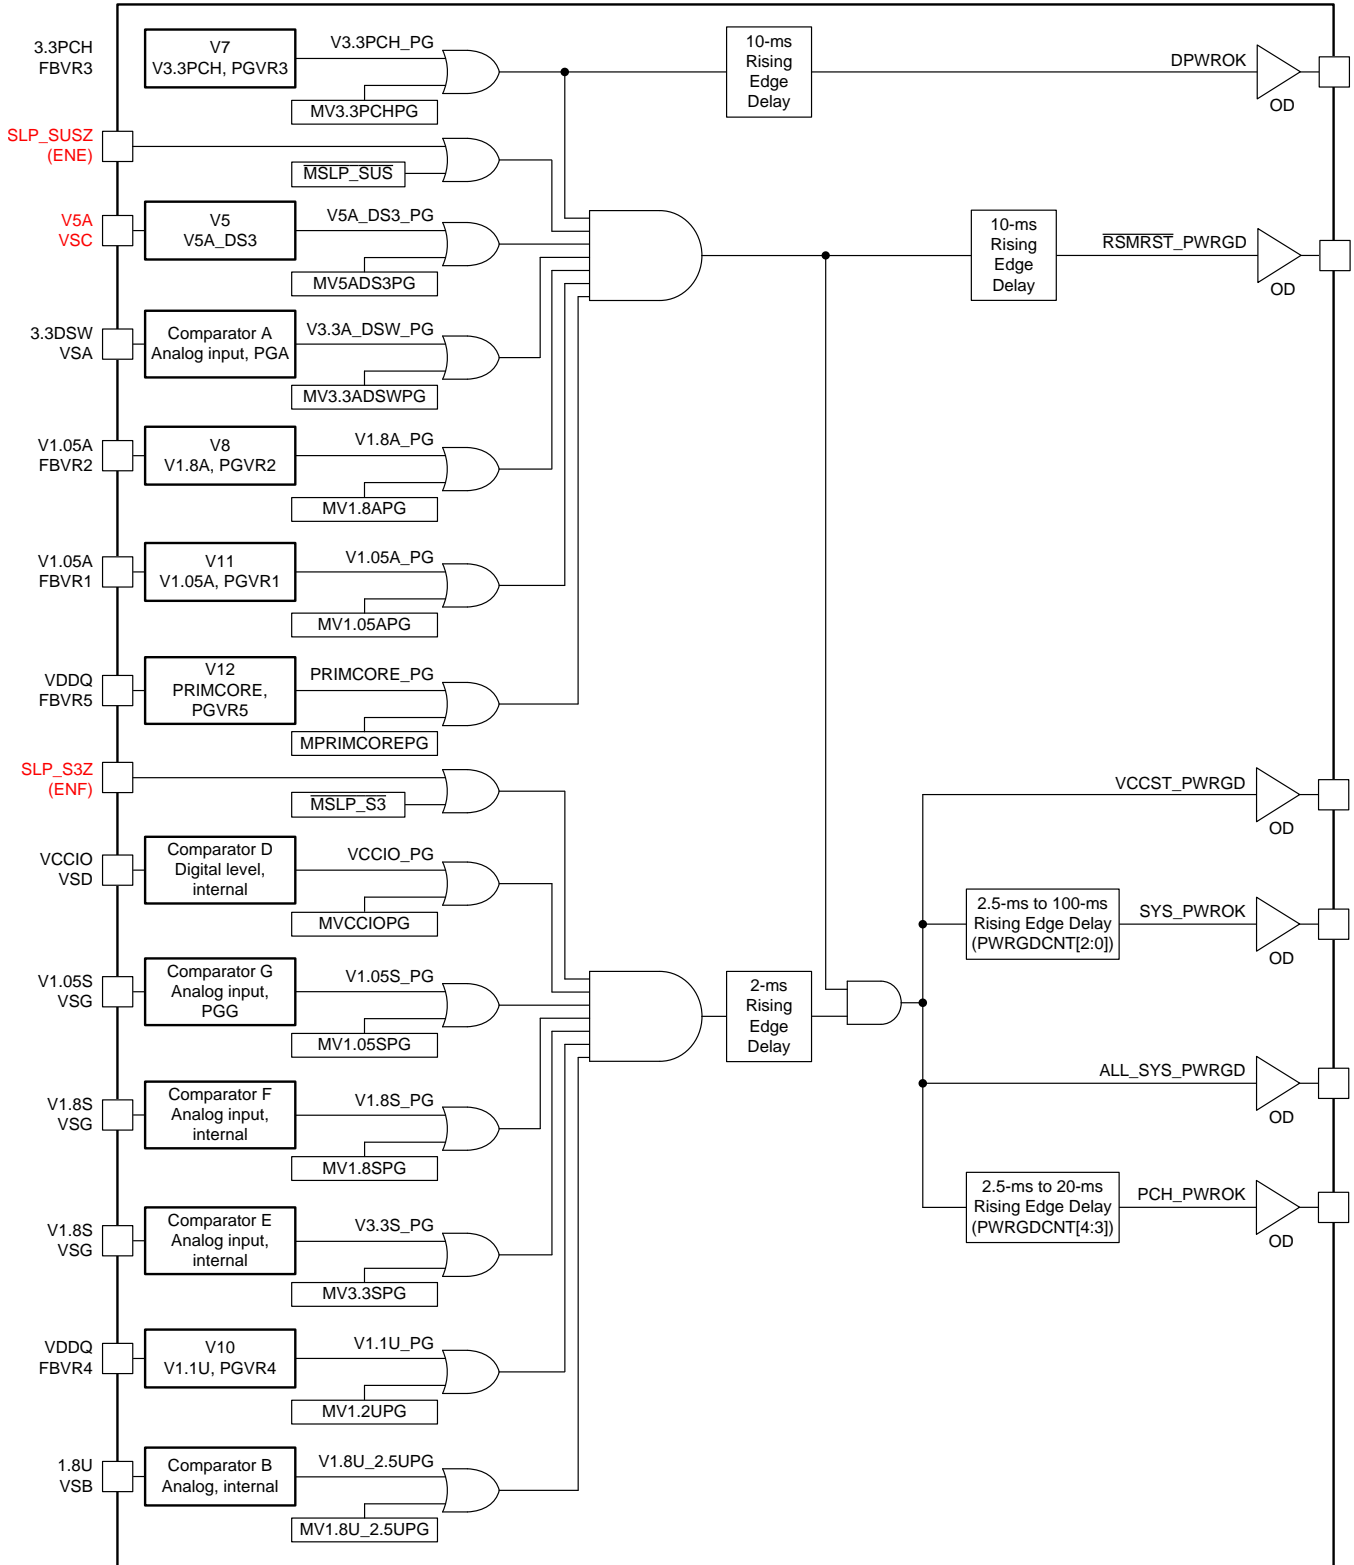 3.3PCH
FBVR3
V7
V3.3PCH, PGVR3
V3.3PCH_PG
MV3.3PCHPG
10-ms
Rising
Edge
Delay
DPWROK
OD
SLP_SUSZ
(ENE)
MSLP_SUS
V5A
VSC
V5
V5A_DS3
V5A_DS3_PG
MV5ADS3PG
10-ms
Rising
Edge
Delay
RSMRST_PWRGD
OD
3.3DSW
VSA
Comparator A
Analog input, PGA
V3.3A_DSW_PG
MV3.3ADSWPG
V1.05A
FBVR2
V8
V1.8A, PGVR2
V1.8A_PG
MV1.8APG
V1.05A
FBVR1
V11
V1.05A, PGVR1
V1.05A_PG
MV1.05APG
VDDQ
FBVR5
V12
PRIMCORE,
PGVR5
PRIMCORE_PG
MPRIMCOREPG
SLP_S3Z
(ENF)
MSLP_S3
VCCST_PWRGD
OD
VCCIO
VSD
Comparator D
Digital level,
internal
VCCIO_PG
MVCCIOPG
2.5-ms to 100-ms
Rising Edge Delay
(PWRGDCNT[2:0])
SYS_PWROK
OD
V1.05S
VSG
Comparator G
Analog input,
PGG
V1.05S_PG
MV1.05SPG
2-ms
Rising
Edge
Delay
ALL_SYS_PWRGD
OD
V1.8S
VSG
Comparator F
Analog input,
internal
V1.8S_PG
MV1.8SPG
2.5-ms to 20-ms
Rising Edge Delay
(PWRGDCNT[4:3])
PCH_PWROK
OD
V1.8S
VSG
Comparator E
Analog input,
internal
V3.3S_PG
MV3.3SPG
VDDQ
FBVR4
V10
V1.1U, PGVR4
V1.1U_PG
MV1.2UPG
1.8U
VSB
Comparator B
Analog, internal
V1.8U_2.5UPG
MV1.8U_2.5UPG